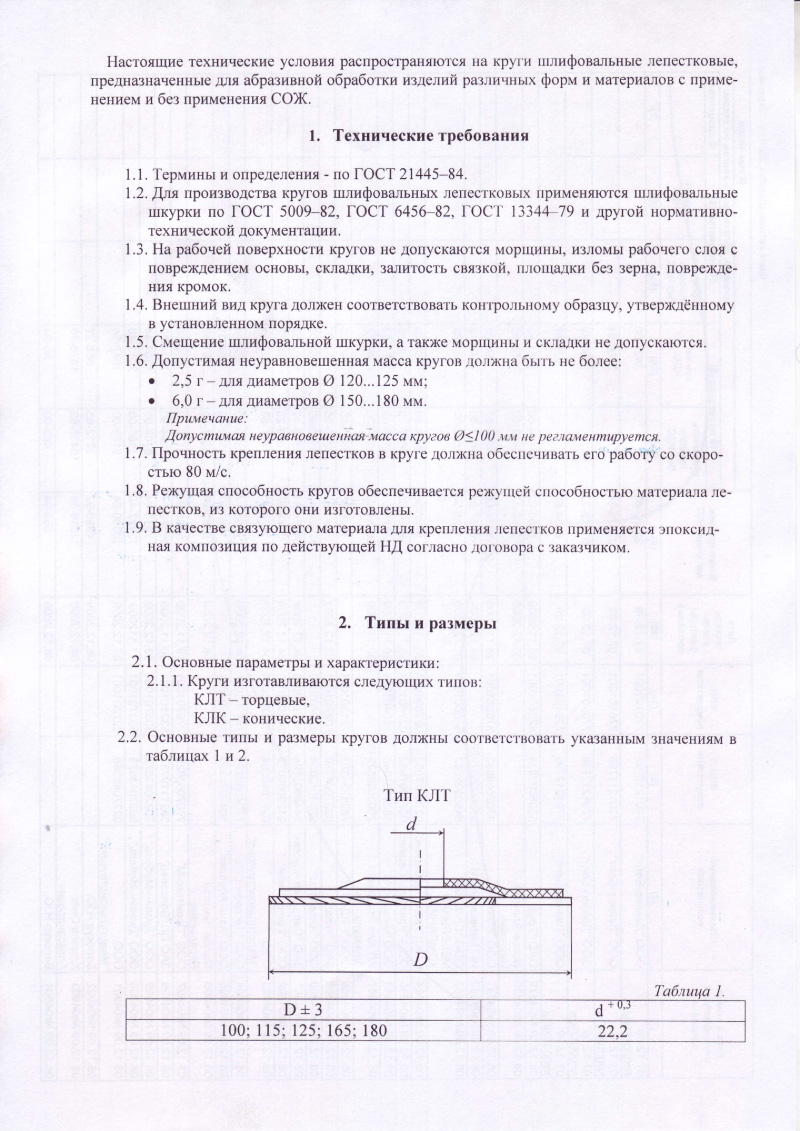 Настоящие технические условия распространяются на круги шлифовальные лепестковые,
предназначенные для абразивной обработки изделий различных форм и материалов с приме-
нением и без применения СОЖ.
1. Технические требования
1.1. Термины и определения - по ГОСТ 21445–84.
1.2. Для производства кругов шлифовальных лепестковых применяются шлифовальные
шкурки по ГОСТ 5009–82, ГОСТ 6456–82, ГОСТ 13344–79 и другой нормативно-
технической документации.
1.3. На рабочей поверхности кругов не допускаются морщины, изломы рабочего слоя с
повреждением основы, складки, залитость связкой, площадки без зерна, поврежде-
ния кромок.
1.4. Внешний вид круга должен соответствовать контрольному образцу, утверждённому
в установленном порядке.
1.5. Смещение шлифовальной шкурки, а также морщины и складки не допускаются.
1.6. Допустимая неуравновешенная масса кругов должна быть не более:
• 2,5 г – для диаметров Ø 120...125 мм;
• 6,0 г – для диаметров Ø 150...180 мм.
Примечание:
Допустимая неуравновешенная масса кругов Ø≤100 мм не регламентируется.
1.7. Прочность крепления лепестков в круге должна обеспечивать его работу со скоро-
стью 80 м/с.
1.8. Режущая способность кругов обеспечивается режущей способностью материала ле-
пестков, из которого они изготовлены.
1.9. В качестве связующего материала для крепления лепестков применяется эпоксид-
ная композиция по действующей НД согласно договора с заказчиком.
2. Типы и размеры
2.1. Основные параметры и характеристики:
2.1.1. Круги изготавливаются следующих типов:
КЛТ – торцевые,
КЛК – конические.
2.2. Основные типы и размеры кругов должны соответствовать указанным значениям в
таблицах 1 и 2.
Тип КЛТ
d
D
Таблица 1.
D ± 3 d + 0,3
100; 115; 125; 165; 180 22,2